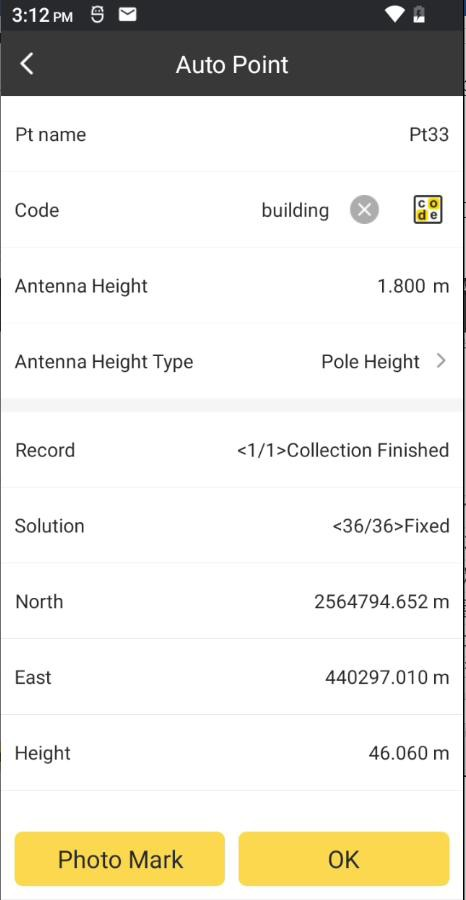 3:12 PM
Auto Point
Pt name Pt33
Code building code
Antenna Height 1.800 m
Antenna Height Type Pole Height
Record <1/1>Collection Finished
Solution <36/36>Fixed
North 2564794.652 m
East 440297.010 m
Height 46.060 m
Photo Mark OK